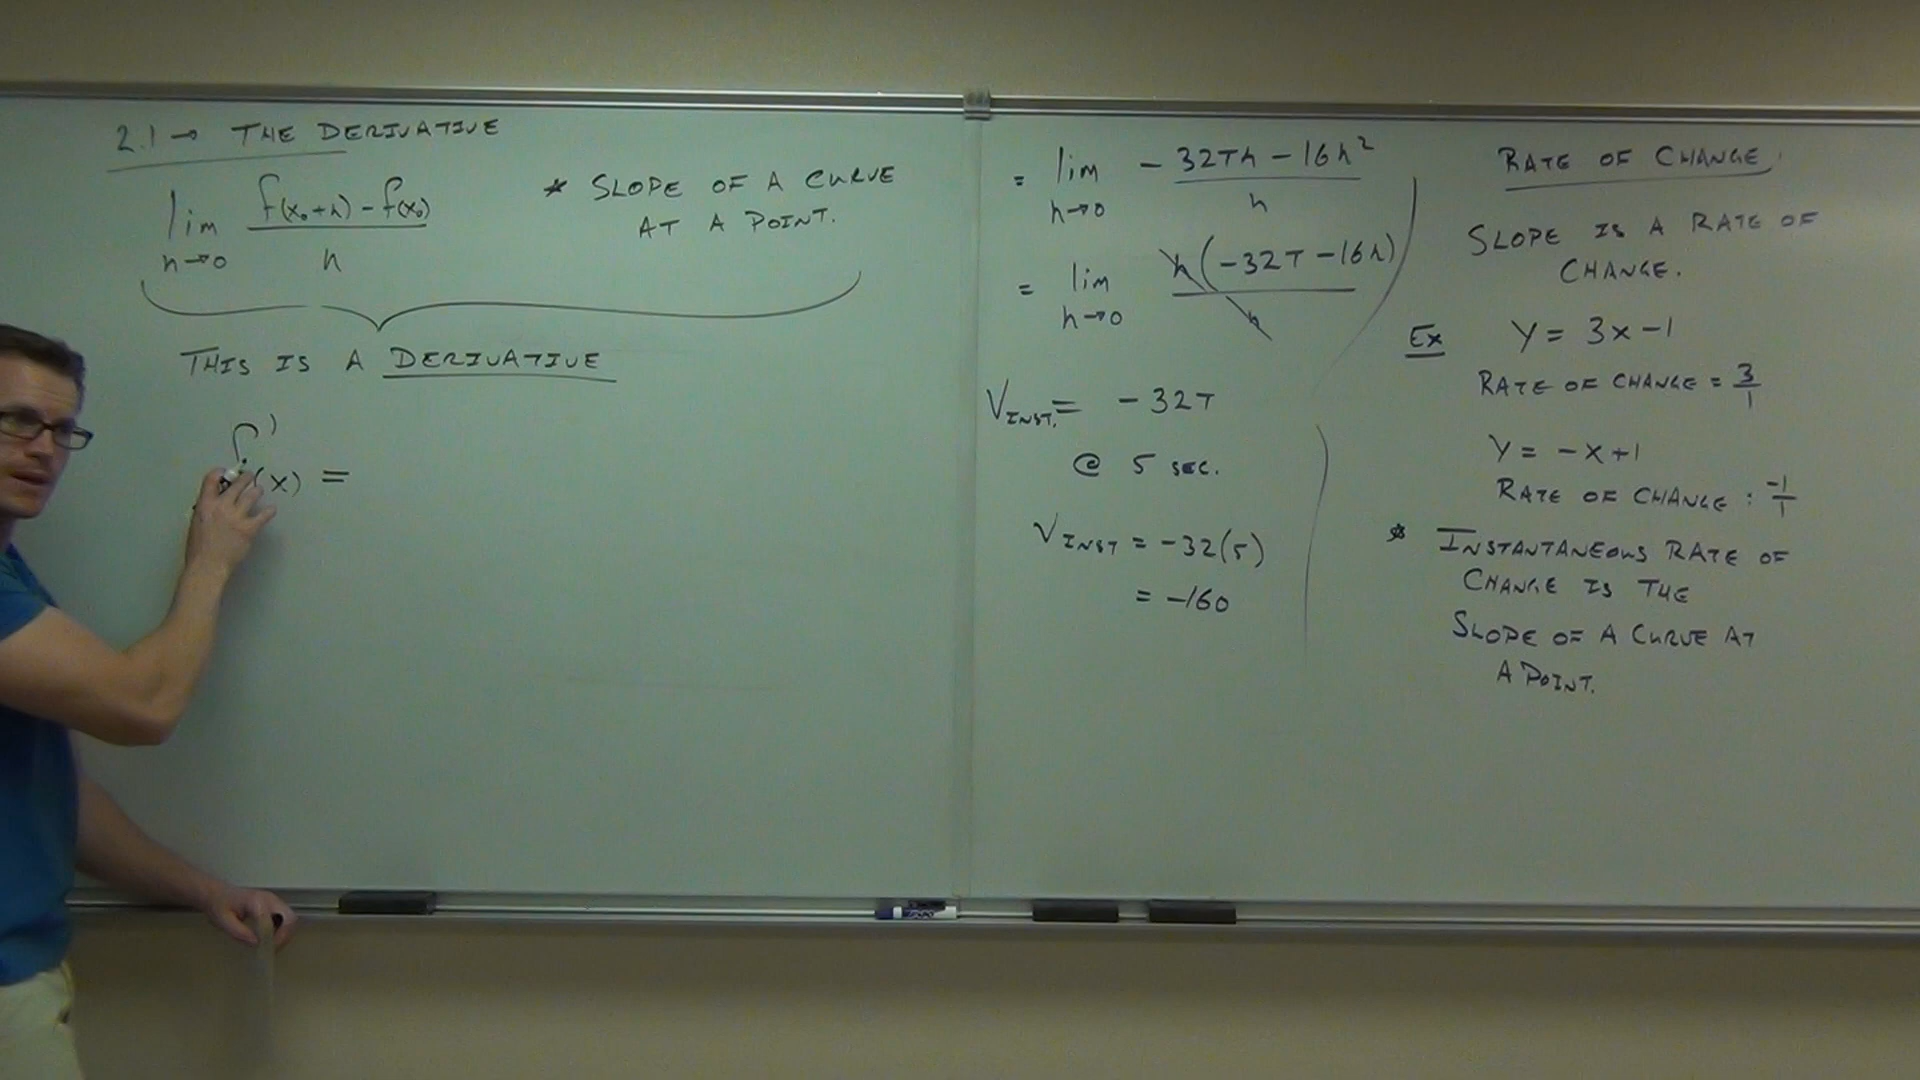 2.1 → THE DERIVATIVE
lim f(x₀+h) - f(x₀)
h→0 h
* SLOPE OF A CURVE
AT A POINT.
THIS IS A DERIVATIVE
f'(x) =
= lim - 32Th - 16h²
h→0 h
= lim h(-32T - 16h)
h→0 h
V INST. = - 32T
@ 5 SEC.
V INST = -32(5)
= -160
RATE OF CHANGE.
SLOPE IS A RATE OF
CHANGE.
Ex Y = 3x - 1
RATE OF CHANGE = 3/1
Y = - x + 1
RATE OF CHANGE : -1/1
* INSTANTANEOUS RATE OF
CHANGE IS THE
SLOPE OF A CURVE AT
A POINT.
EXPO